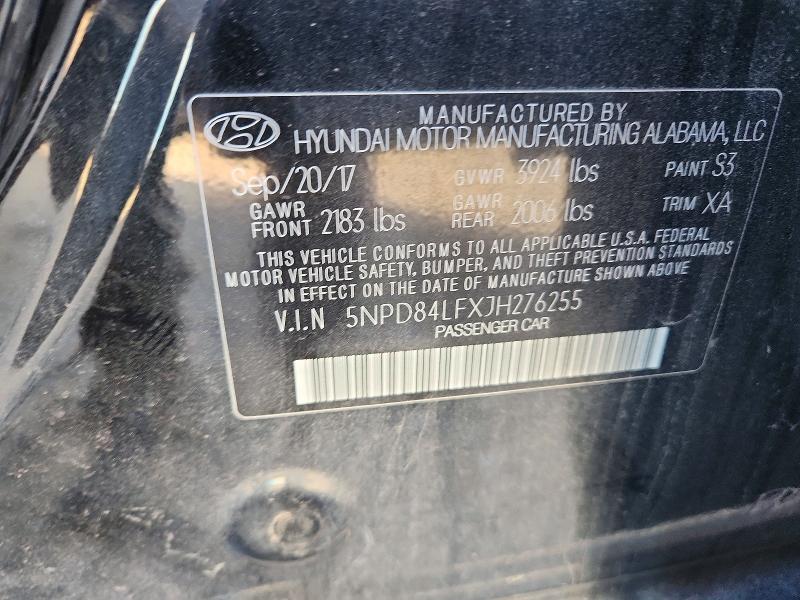 MANUFACTURED BY
HYUNDAI MOTOR MANUFACTURING ALABAMA, LLC
Sep/20/17 GVWR 3924 lbs PAINT S3
GAWR FRONT 2183 lbs GAWR REAR 2006 lbs TRIM XA
THIS VEHICLE CONFORMS TO ALL APPLICABLE U.S.A. FEDERAL
MOTOR VEHICLE SAFETY, BUMPER, AND THEFT PREVENTION STANDARDS
IN EFFECT ON THE DATE OF MANUFACTURE SHOWN ABOVE
V.I.N 5NPD84LFXJH276255
PASSENGER CAR